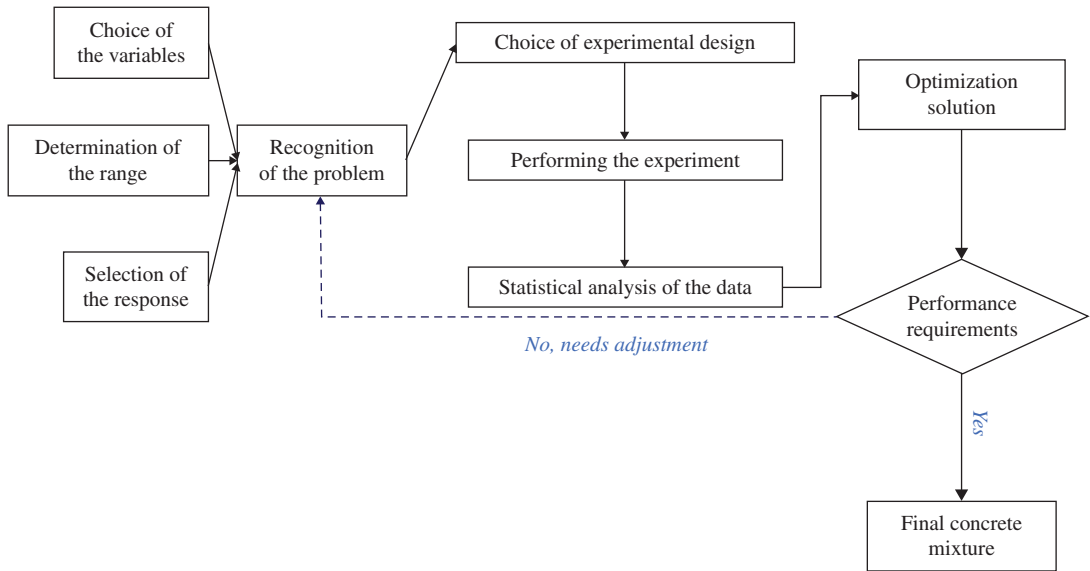 Choice of
the variables
Determination of
the range
Selection of
the response
Recognition
of the problem
Choice of experimental design
Performing the experiment
Statistical analysis of the data
Optimization
solution
Performance
requirements
No, needs adjustment
Yes
Final concrete
mixture